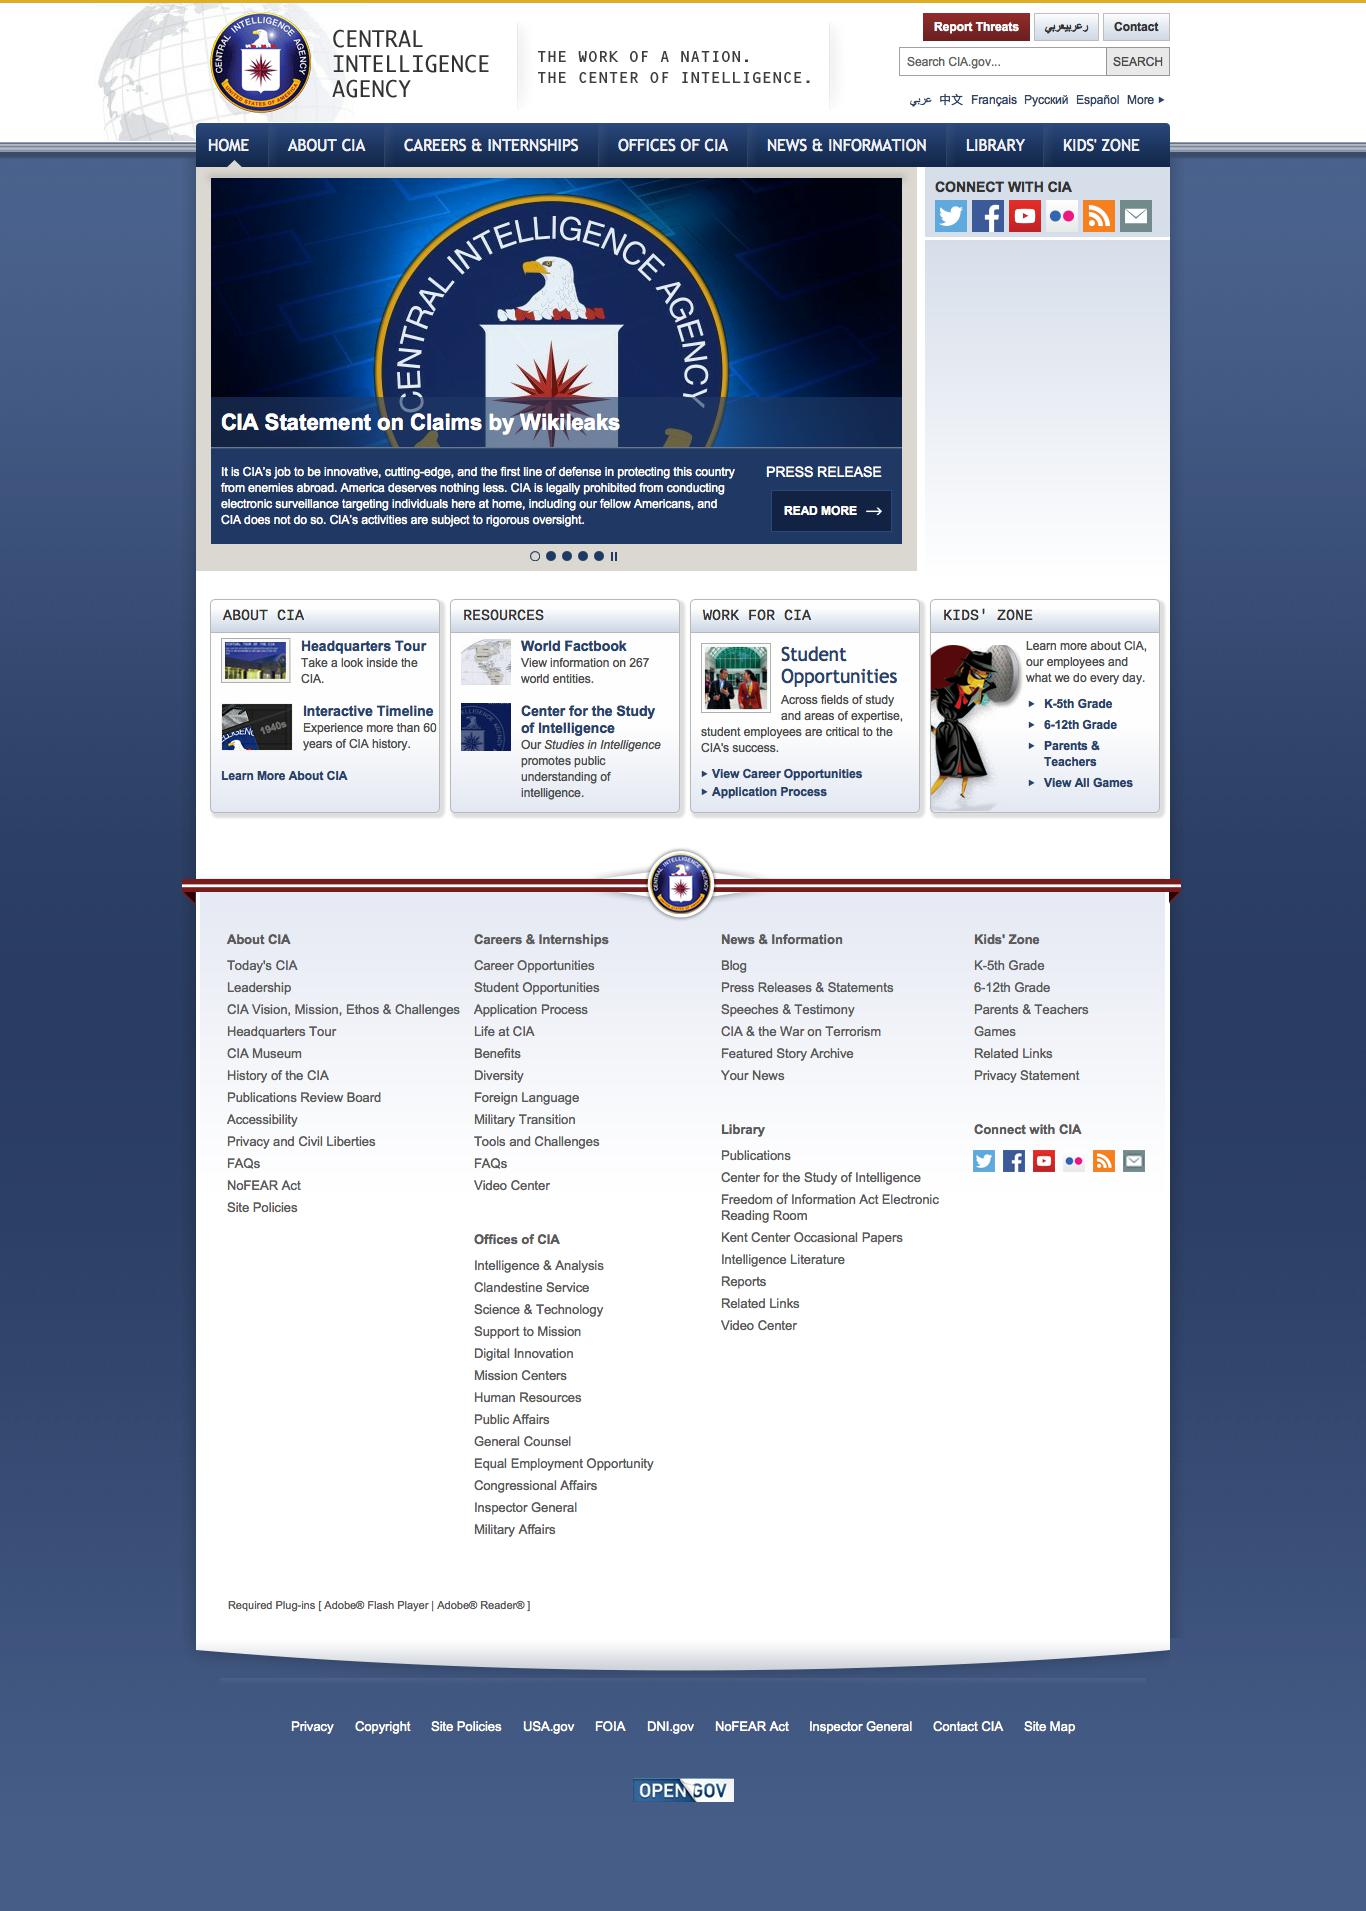 CENTRAL INTELLIGENCE AGENCY
UNITED STATES OF AMERICA
CENTRAL
INTELLIGENCE
AGENCY
THE WORK OF A NATION.
THE CENTER OF INTELLIGENCE.
Report Threats
Contact
Search CIA.gov...
SEARCH
عربي 中文 Français Русский Español More
HOME ABOUT CIA CAREERS & INTERNSHIPS OFFICES OF CIA NEWS & INFORMATION LIBRARY KIDS' ZONE
CENTRAL INTELLIGENCE AGENCY
CIA Statement on Claims by Wikileaks
It is CIA's job to be innovative, cutting-edge, and the first line of defense in protecting this country
from enemies abroad. America deserves nothing less. CIA is legally prohibited from conducting
electronic surveillance targeting individuals here at home, including our fellow Americans, and
CIA does not do so. CIA's activities are subject to rigorous oversight.
PRESS RELEASE
READ MORE
CONNECT WITH CIA
ABOUT CIA
Headquarters Tour
Take a look inside the
CIA.
1940s
Interactive Timeline
Experience more than 60
years of CIA history.
Learn More About CIA
RESOURCES
World Factbook
View information on 267
world entities.
Center for the Study
of Intelligence
Our Studies in Intelligence
promotes public
understanding of
intelligence.
WORK FOR CIA
Student
Opportunities
Across fields of study
and areas of expertise,
student employees are critical to the
CIA's success.
View Career Opportunities
Application Process
KIDS' ZONE
Learn more about CIA,
our employees and
what we do every day.
K-5th Grade
6-12th Grade
Parents &
Teachers
View All Games
About CIA
Today's CIA
Leadership
CIA Vision, Mission, Ethos & Challenges
Headquarters Tour
CIA Museum
History of the CIA
Publications Review Board
Accessibility
Privacy and Civil Liberties
FAQs
NoFEAR Act
Site Policies
Careers & Internships
Career Opportunities
Student Opportunities
Application Process
Life at CIA
Benefits
Diversity
Foreign Language
Military Transition
Tools and Challenges
FAQs
Video Center
Offices of CIA
Intelligence & Analysis
Clandestine Service
Science & Technology
Support to Mission
Digital Innovation
Mission Centers
Human Resources
Public Affairs
General Counsel
Equal Employment Opportunity
Congressional Affairs
Inspector General
Military Affairs
News & Information
Blog
Press Releases & Statements
Speeches & Testimony
CIA & the War on Terrorism
Featured Story Archive
Your News
Library
Publications
Center for the Study of Intelligence
Freedom of Information Act Electronic
Reading Room
Kent Center Occasional Papers
Intelligence Literature
Reports
Related Links
Video Center
Kids' Zone
K-5th Grade
6-12th Grade
Parents & Teachers
Games
Related Links
Privacy Statement
Connect with CIA
Required Plug-ins [ Adobe® Flash Player | Adobe® Reader® ]
Privacy Copyright Site Policies USA.gov FOIA DNI.gov NoFEAR Act Inspector General Contact CIA Site Map
OPEN GOV